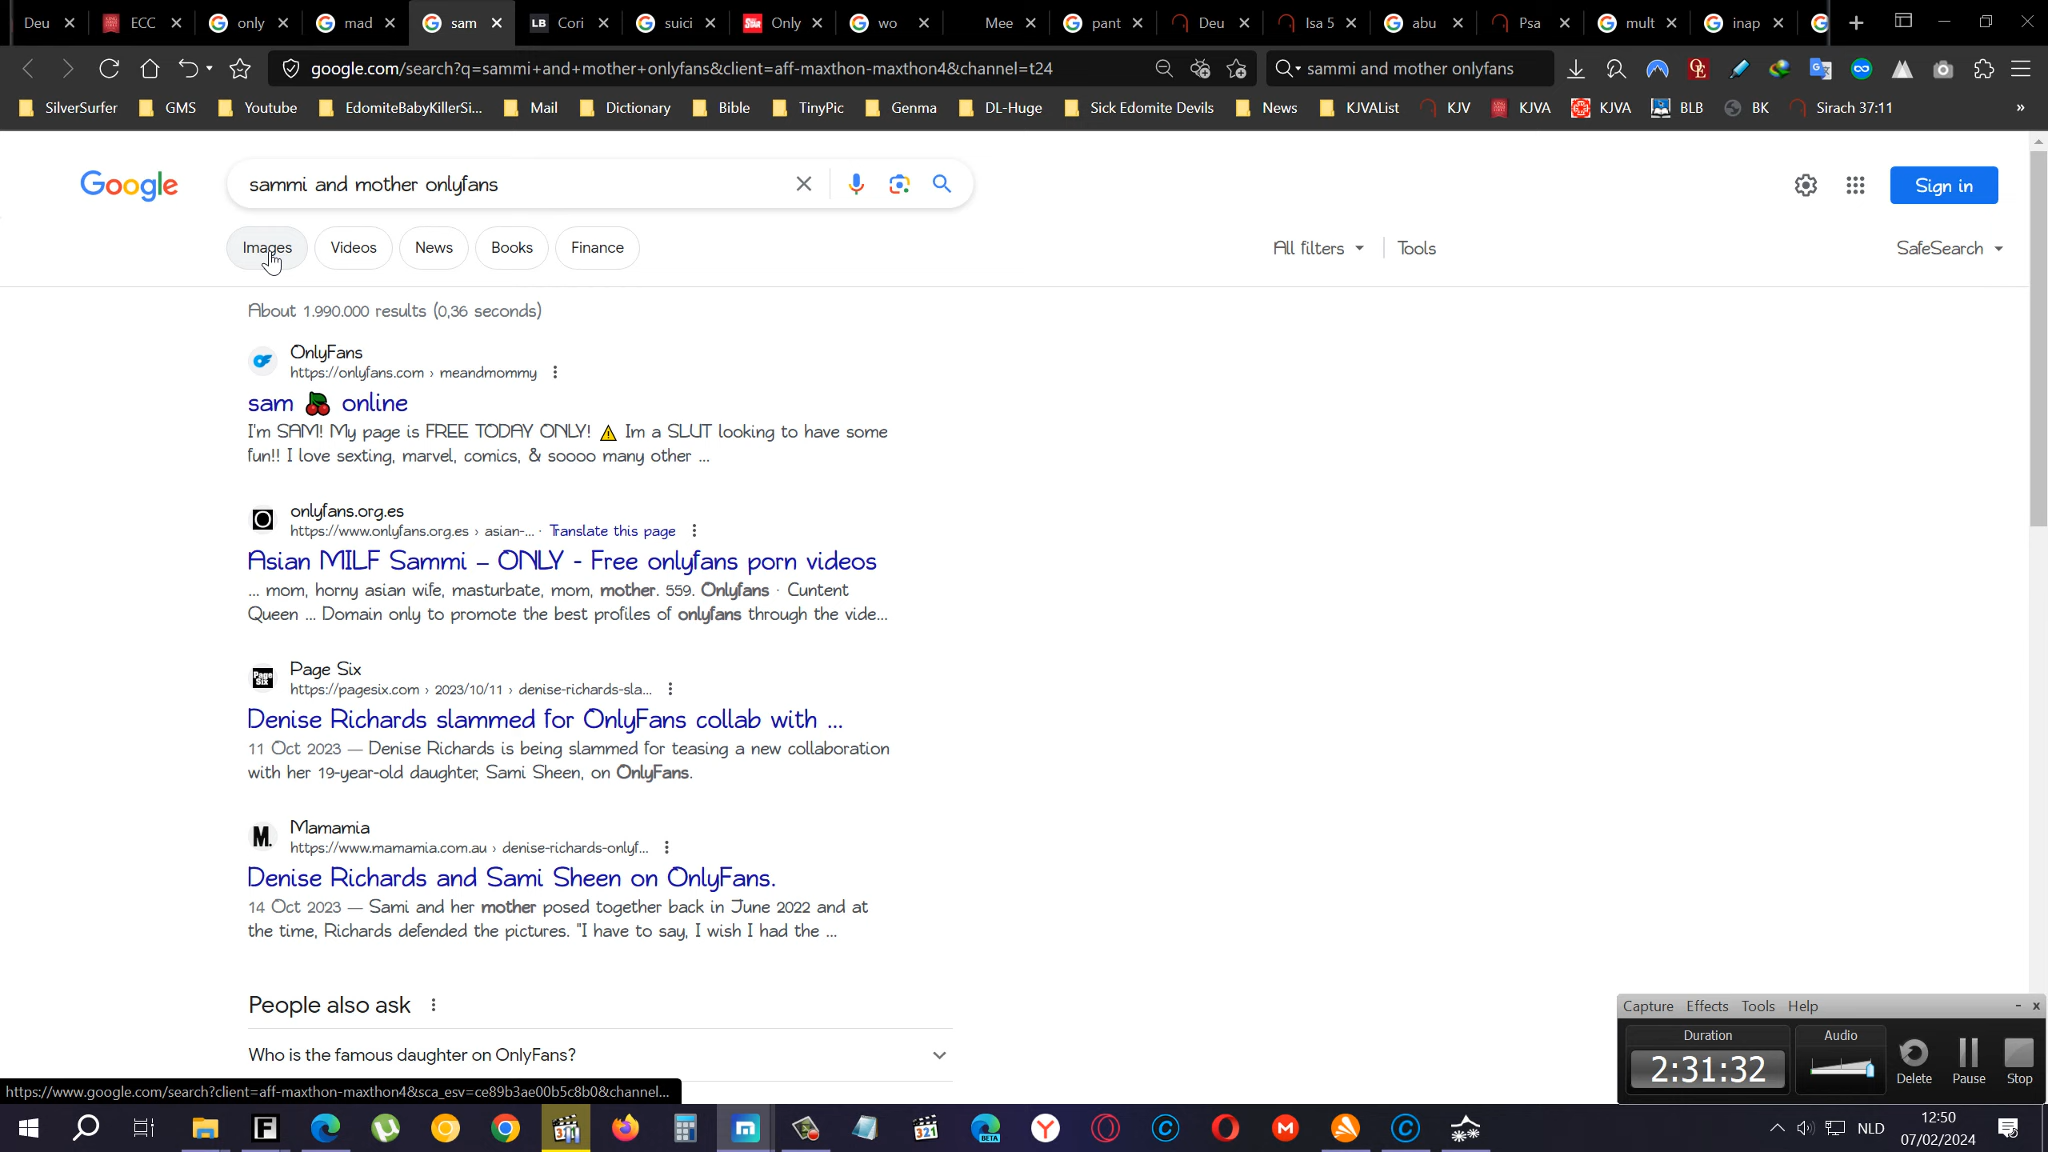 Deu
ECC
only
mad
sam
Cori
suici
Only
wo
Mee
pant
Deu
Isa 5
abu
Psa
mult
inap
google.com/search?q=sammi+and+mother+onlyfans&client=aff-maxthon-maxthon4&channel=t24
sammi and mother onlyfans
SilverSurfer
GMS
Youtube
EdomiteBabyKillerSi...
Mail
Dictionary
Bible
TinyPic
Genma
DL-Huge
Sick Edomite Devils
News
KJVAList
KJV
KJVA
KJVA
BLB
BK
Sirach 37:11
»
Google
sammi and mother onlyfans
Sign in
Images
Videos
News
Books
Finance
All filters
Tools
SafeSearch
About 1.990.000 results (0,36 seconds)
OnlyFans
https://onlyfans.com › meandmommy
sam 🍒 online
I'm SAM! My page is FREE TODAY ONLY! ⚠️ Im a SLUT looking to have some
fun!! I love sexting, marvel, comics, & soooo many other ...
onlyfans.org.es
https://www.onlyfans.org.es › asian-... · Translate this page
Asian MILF Sammi – ONLY - Free onlyfans porn videos
... mom, horny asian wife, masturbate, mom, mother. 559. Onlyfans · Cuntent
Queen ... Domain only to promote the best profiles of onlyfans through the vide...
Page Six
https://pagesix.com › 2023/10/11 › denise-richards-sla...
Denise Richards slammed for OnlyFans collab with ...
11 Oct 2023 — Denise Richards is being slammed for teasing a new collaboration
with her 19-year-old daughter, Sami Sheen, on OnlyFans.
Mamamia
https://www.mamamia.com.au › denise-richards-onlyf...
Denise Richards and Sami Sheen on OnlyFans.
14 Oct 2023 — Sami and her mother posed together back in June 2022 and at
the time, Richards defended the pictures. "I have to say, I wish I had the ...
People also ask
Who is the famous daughter on OnlyFans?
https://www.google.com/search?client=aff-maxthon-maxthon4&sca_esv=ce89b3ae00b5c8b0&channel...
Capture Effects Tools Help
Duration
Audio
2:31:32
Delete
Pause
Stop
NLD
12:50
07/02/2024